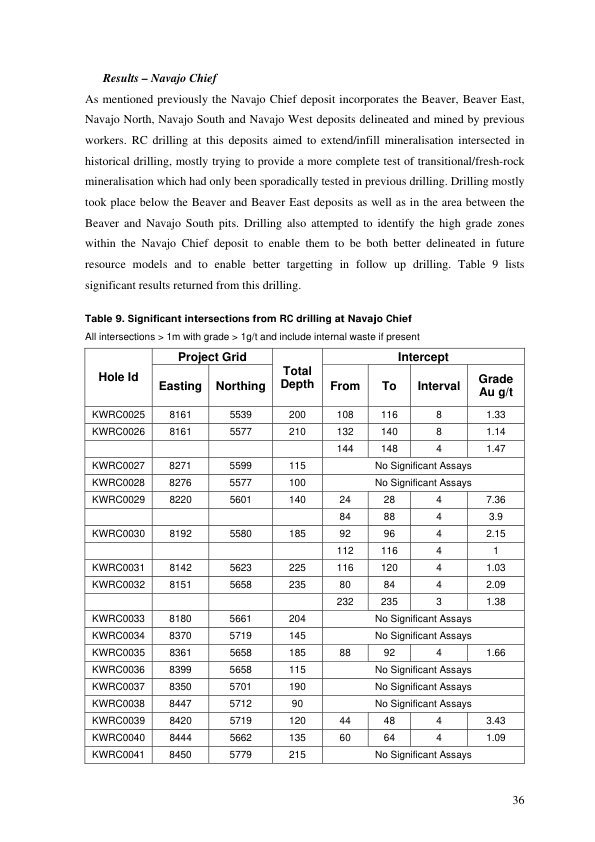 Results – Navajo Chief
As mentioned previously the Navajo Chief deposit incorporates the Beaver, Beaver East,
Navajo North, Navajo South and Navajo West deposits delineated and mined by previous
workers. RC drilling at this deposits aimed to extend/infill mineralisation intersected in
historical drilling, mostly trying to provide a more complete test of transitional/fresh-rock
mineralisation which had only been sporadically tested in previous drilling. Drilling mostly
took place below the Beaver and Beaver East deposits as well as in the area between the
Beaver and Navajo South pits. Drilling also attempted to identify the high grade zones
within the Navajo Chief deposit to enable them to be both better delineated in future
resource models and to enable better targetting in follow up drilling. Table 9 lists
significant results returned from this drilling.
Table 9. Significant intersections from RC drilling at Navajo Chief
All intersections > 1m with grade > 1g/t and include internal waste if present
Hole Id Project Grid Total Depth Intercept
Easting Northing From To Interval Grade Au g/t
KWRC0025 8161 5539 200 108 116 8 1.33
KWRC0026 8161 5577 210 132 140 8 1.14
144 148 4 1.47
KWRC0027 8271 5599 115 No Significant Assays
KWRC0028 8276 5577 100 No Significant Assays
KWRC0029 8220 5601 140 24 28 4 7.36
84 88 4 3.9
KWRC0030 8192 5580 185 92 96 4 2.15
112 116 4 1
KWRC0031 8142 5623 225 116 120 4 1.03
KWRC0032 8151 5658 235 80 84 4 2.09
232 235 3 1.38
KWRC0033 8180 5661 204 No Significant Assays
KWRC0034 8370 5719 145 No Significant Assays
KWRC0035 8361 5658 185 88 92 4 1.66
KWRC0036 8399 5658 115 No Significant Assays
KWRC0037 8350 5701 190 No Significant Assays
KWRC0038 8447 5712 90 No Significant Assays
KWRC0039 8420 5719 120 44 48 4 3.43
KWRC0040 8444 5662 135 60 64 4 1.09
KWRC0041 8450 5779 215 No Significant Assays
36